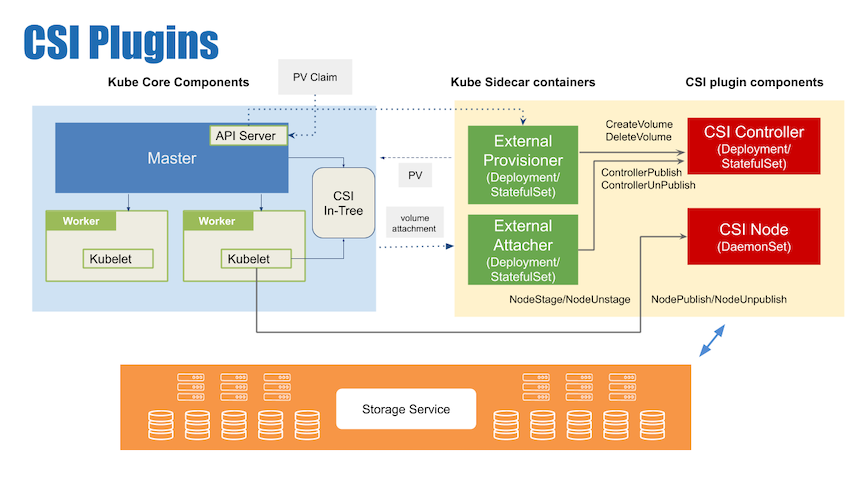 CSI Plugins
Kube Core Components
PV Claim
Kube Sidecar containers
CSI plugin components
API Server
Master
CSI
In-Tree
Worker
Kubelet
Worker
Kubelet
PV
volume
attachment
External
Provisioner
(Deployment/
StatefulSet)
External
Attacher
(Deployment/
StatefulSet)
CreateVolume
DeleteVolume
ControllerPublish
ControllerUnPublish
CSI Controller
(Deployment/
StatefulSet)
CSI Node
(DaemonSet)
NodeStage/NodeUnstage
NodePublish/NodeUnpublish
Storage Service